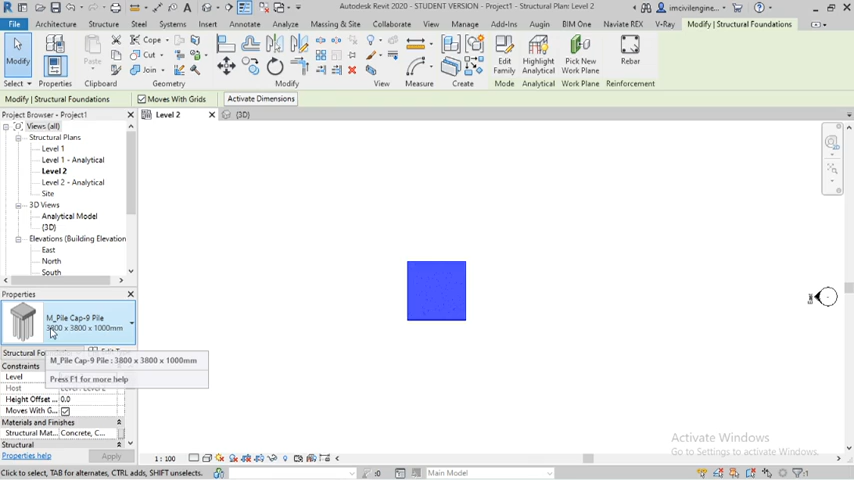 Autodesk Revit 2020 - STUDENT VERSION - Project1 - Structural Plan: Level 2
imcivilengine...
File Architecture Structure Steel Systems Insert Annotate Analyze Massing & Site Collaborate View Manage Add-Ins Augin BIM One Naviate REX V-Ray Modify | Structural Foundations
Modify
Paste
Cope
Cut
Join
Edit Family
Highlight Analytical
Pick New Work Plane
Rebar
Select Properties Clipboard Geometry Modify View Measure Create Mode Analytical Work Plane Reinforcement
Modify | Structural Foundations Moves With Grids Activate Dimensions
Project Browser - Project1
Level 2
{3D}
Views (all)
Structural Plans
Level 1
Level 1 - Analytical
Level 2
Level 2 - Analytical
Site
3D Views
Analytical Model
{3D}
Elevations (Building Elevation
East
North
South
East
Properties
M_Pile Cap-9 Pile
3800 x 3800 x 1000mm
M_Pile Cap-9 Pile : 3800 x 3800 x 1000mm
Press F1 for more help
Constraints
Level
Host
Height Offset ... 0.0
Moves With G...
Materials and Finishes
Structural Mat... Concrete, C...
Structural
Properties help Apply
1 : 100
Activate Windows
Go to Settings to activate Windows.
Click to select, TAB for alternates, CTRL adds, SHIFT unselects.
:0
Main Model
:1